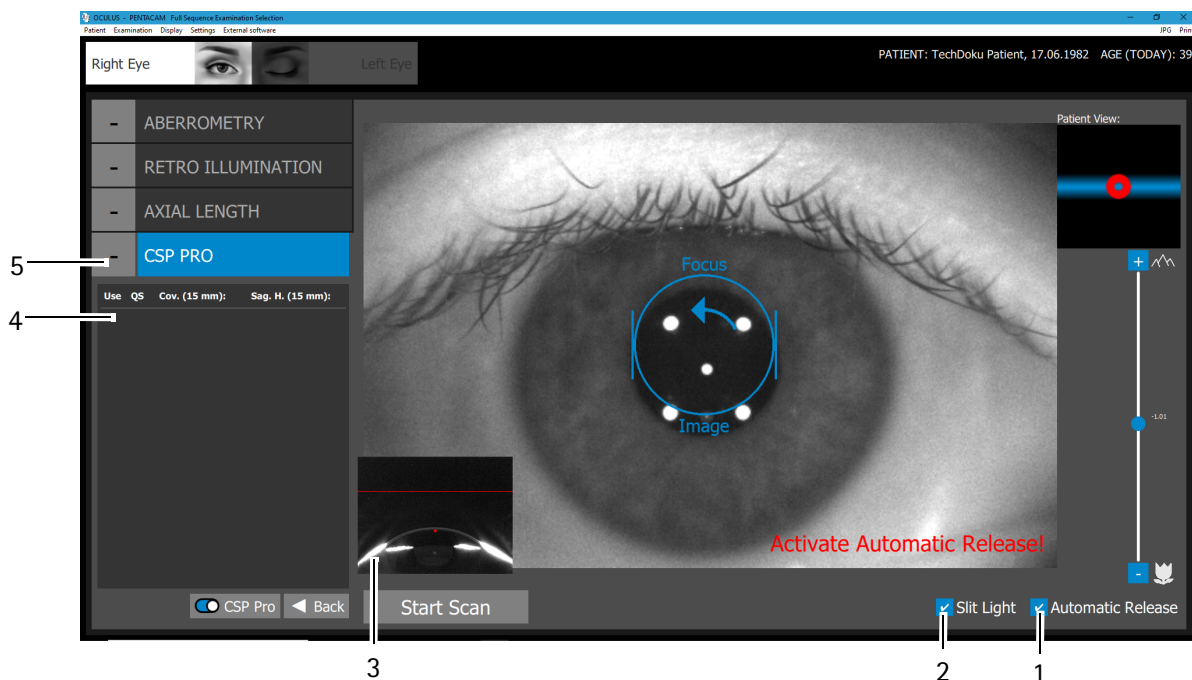 OCULUS - PENTACAM Full Sequence Examination Selection
Patient Examination Display Settings External software JPG Print
Right Eye Left Eye PATIENT: TechDoku Patient, 17.06.1982 AGE (TODAY): 39
- ABERROMETRY
Patient View:
- RETRO ILLUMINATION
- AXIAL LENGTH
- CSP PRO
5
+
Focus
Use QS Cov. (15 mm): Sag. H. (15 mm):
4
-1.01
Image
Activate Automatic Release!
-
CSP Pro Back Start Scan Slit Light Automatic Release
3 2 1